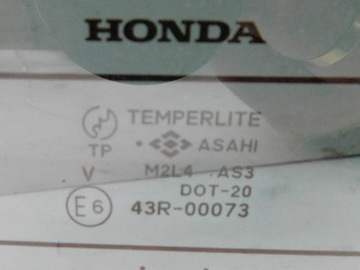 HONDA
TEMPERLITE
TP ASAHI
V M2L4 AS3
DOT-20
E6 43R-00073